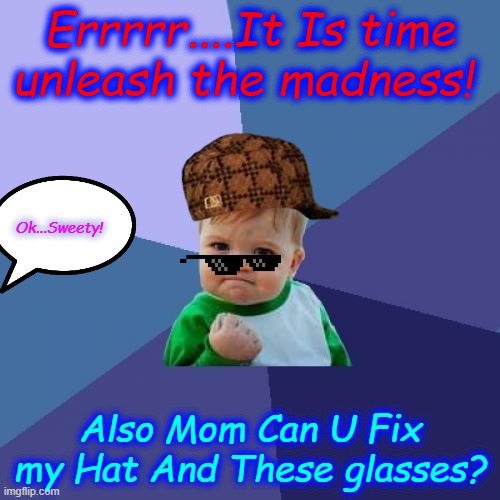 Errrrr....It Is time
unleash the madness!
Ok...Sweety!
Also Mom Can U Fix
my Hat And These glasses?
imgflip.com